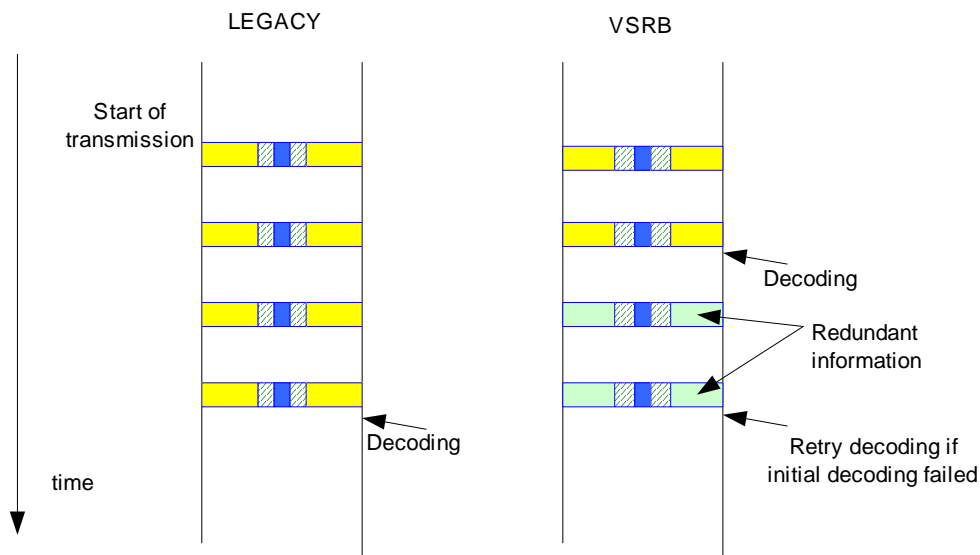 LEGACY
VSRB
Start of
transmission
Decoding
Redundant
information
Decoding
Retry decoding if
initial decoding failed
time